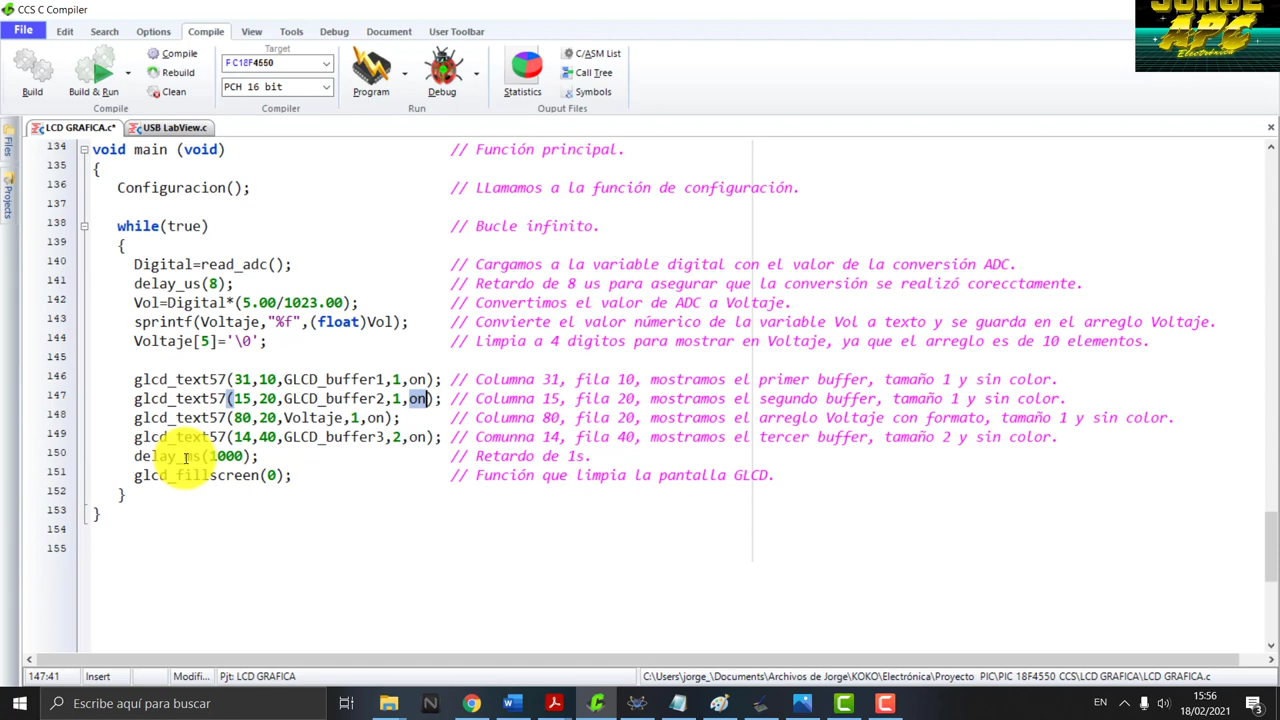 CCS C Compiler
JORGE
APC
Electrónica
File Edit Search Options Compile View Tools Debug Document User Toolbar
Build
Build & Run
Compile
Rebuild
Clean
Compile
Target
PIC18F4550
PCH 16 bit
Compiler
Program
Debug
Run
Statistics
C/ASM List
Call Tree
Symbols
Ouput Files
LCD GRAFICA.c* USB LabView.c
Files
Projects
134 void main (void) // Función principal.
135 {
136 Configuracion(); // LLamamos a la función de configuración.
137
138 while(true) // Bucle infinito.
139 {
140 Digital=read_adc(); // Cargamos a la variable digital con el valor de la conversión ADC.
141 delay_us(8); // Retardo de 8 us para asegurar que la conversión se realizó corecctamente.
142 Vol=Digital*(5.00/1023.00); // Convertimos el valor de ADC a Voltaje.
143 sprintf(Voltaje,"%f",(float)Vol); // Convierte el valor númerico de la variable Vol a texto y se guarda en el arreglo Voltaje.
144 Voltaje[5]='\0'; // Limpia a 4 digitos para mostrar en Voltaje, ya que el arreglo es de 10 elementos.
145
146 glcd_text57(31,10,GLCD_buffer1,1,on); // Columna 31, fila 10, mostramos el primer buffer, tamaño 1 y sin color.
147 glcd_text57(15,20,GLCD_buffer2,1,on); // Columna 15, fila 20, mostramos el segundo buffer, tamaño 1 y sin color.
148 glcd_text57(80,20,Voltaje,1,on); // Columna 80, fila 20, mostramos el arreglo Voltaje con formato, tamaño 1 y sin color.
149 glcd_text57(14,40,GLCD_buffer3,2,on); // Comunna 14, fila 40, mostramos el tercer buffer, tamaño 2 y sin color.
150 delay_ms(1000); // Retardo de 1s.
151 glcd_fillscreen(0); // Función que limpia la pantalla GLCD.
152 }
153 }
154
155
147:41 Insert Modifi... Pjt: LCD GRAFICA C:\Users\jorge_\Documents\Archivos de Jorge\KOKO\Electrónica\Proyecto PIC\PIC 18F4550 CCS\LCD GRAFICA\LCD GRAFICA.c
Escribe aquí para buscar
EN
15:56
18/02/2021
3